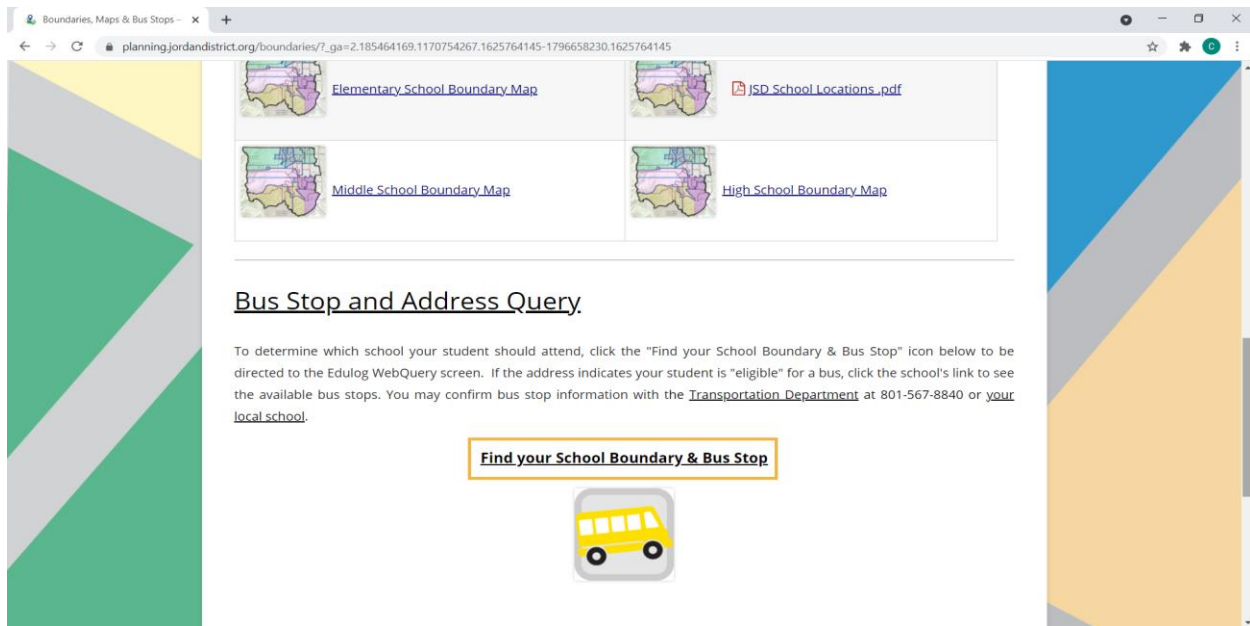 Boundaries, Maps & Bus Stops –
planning.jordandistrict.org/boundaries/?_ga=2.185464169.1170754267.1625764145-1796658230.1625764145
C
Elementary School Boundary Map
JSD School Locations .pdf
Middle School Boundary Map
High School Boundary Map
Bus Stop and Address Query
To determine which school your student should attend, click the "Find your School Boundary & Bus Stop" icon below to be
directed to the Edulog WebQuery screen. If the address indicates your student is "eligible" for a bus, click the school's link to see
the available bus stops. You may confirm bus stop information with the Transportation Department at 801-567-8840 or your
local school.
Find your School Boundary & Bus Stop